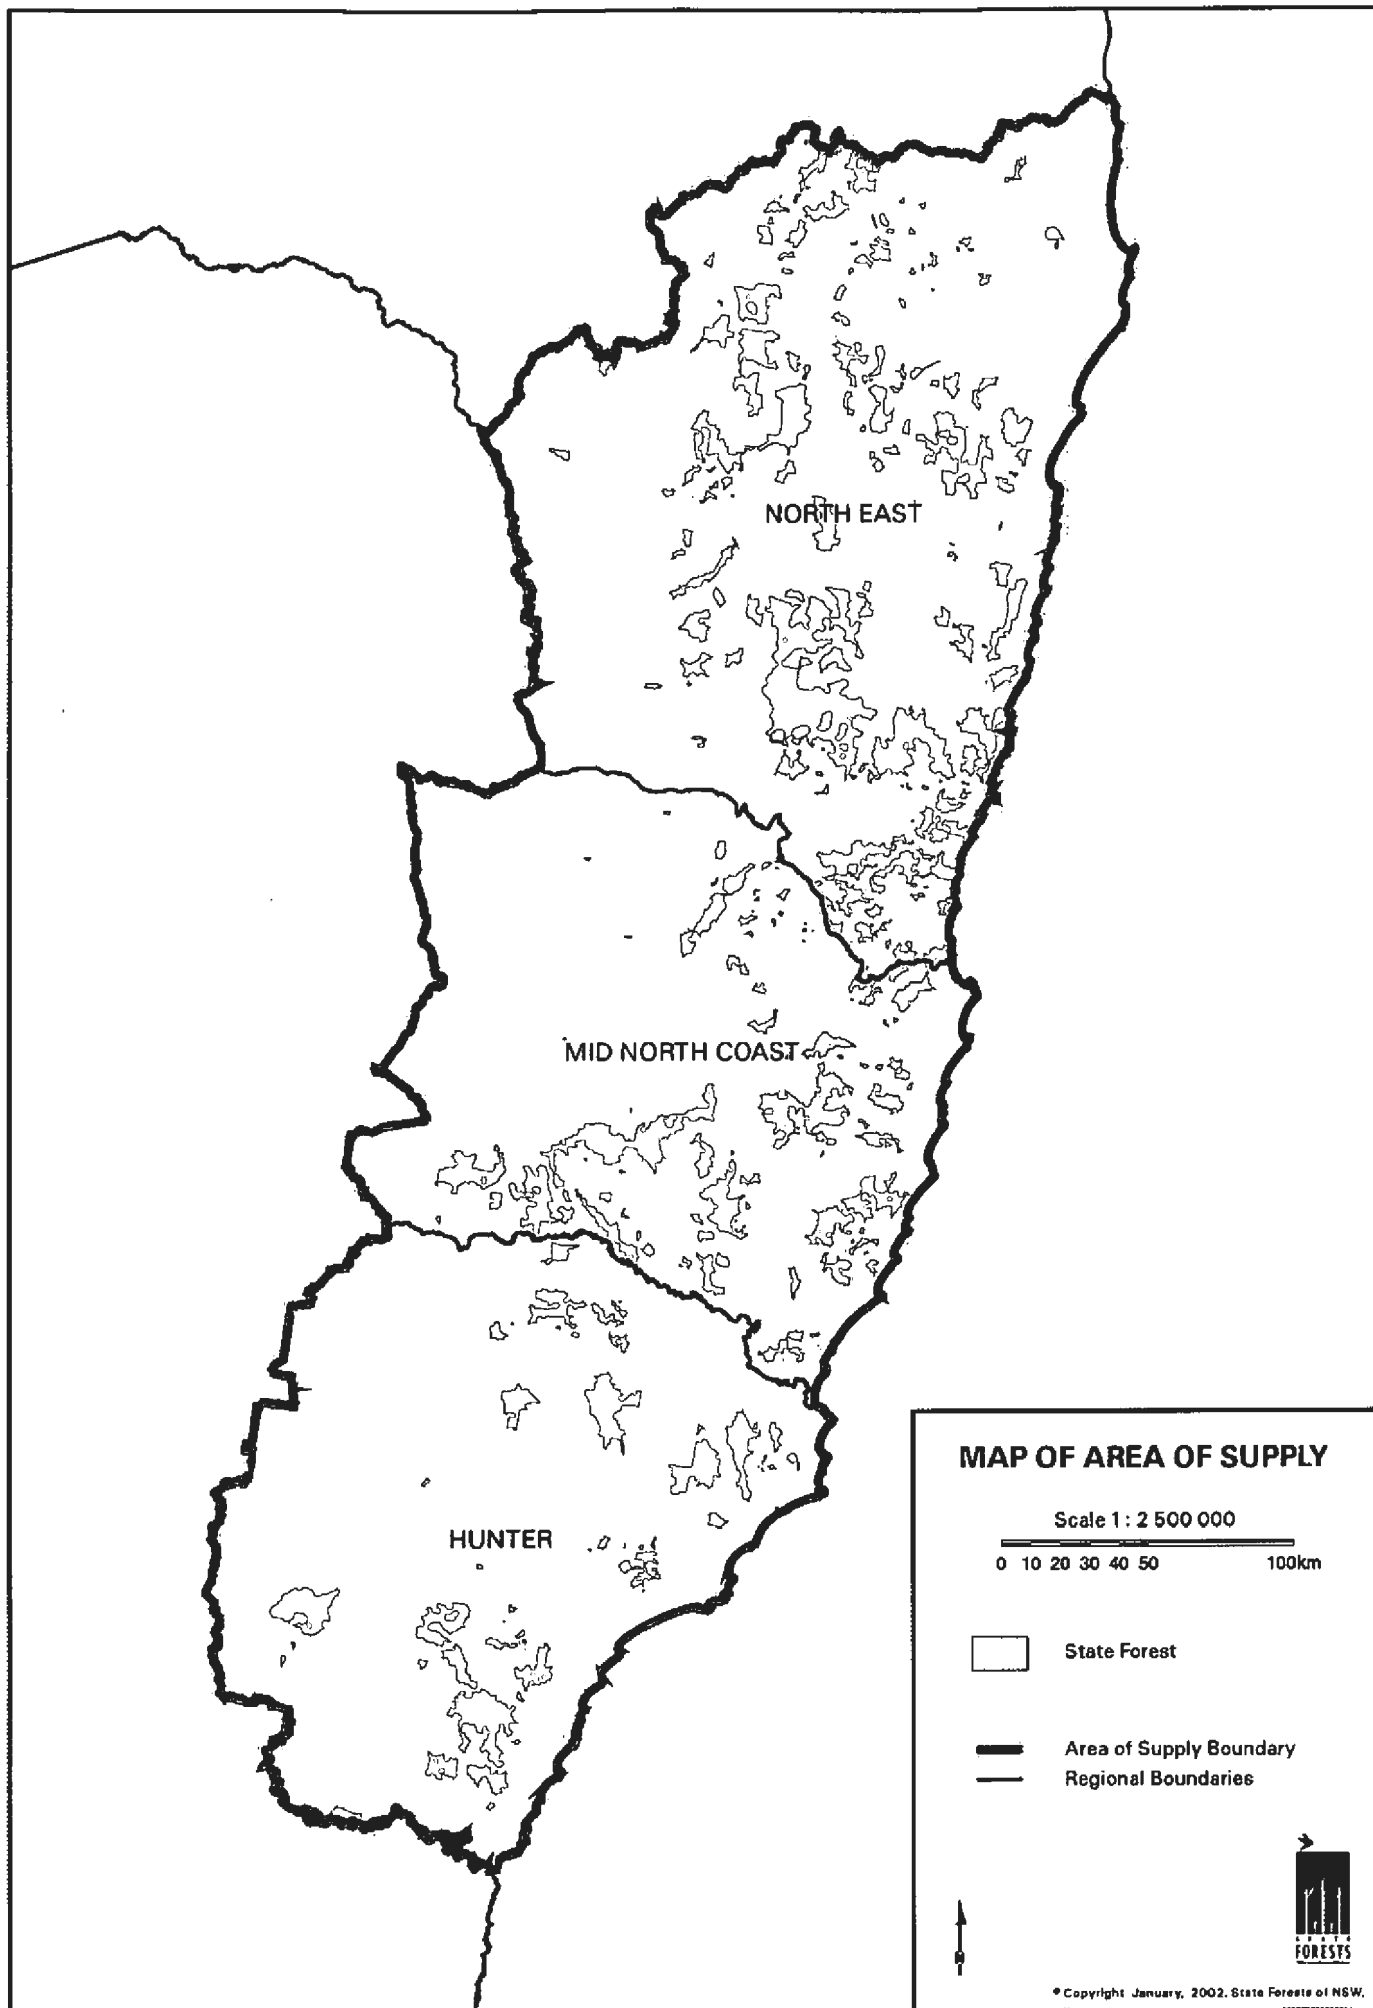 NORTH EAST
MID NORTH COAST
HUNTER
MAP OF AREA OF SUPPLY
Scale 1 : 2 500 000
0 10 20 30 40 50 100km
State Forest
Area of Supply Boundary
Regional Boundaries
N
STATE
FORESTS
© Copyright January, 2002. State Forests of NSW.